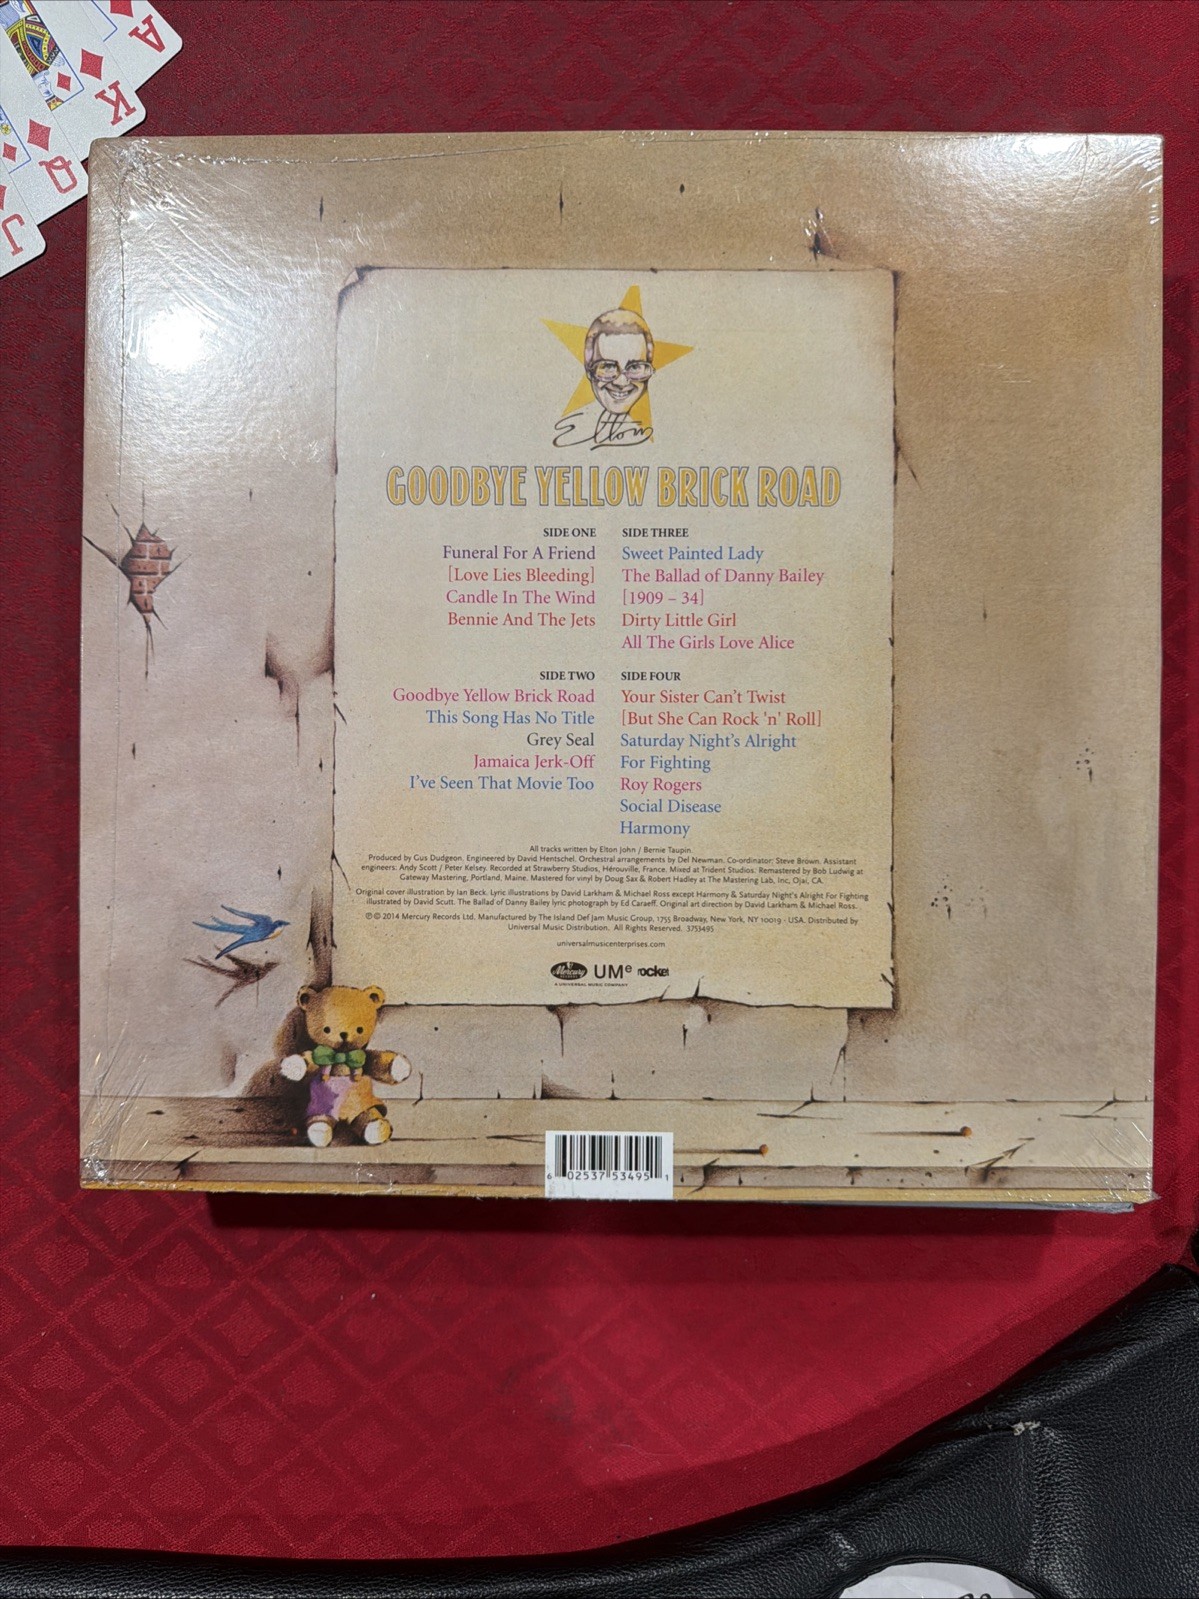 A
K
Q
J
Elton
GOODBYE YELLOW BRICK ROAD
SIDE ONE
Funeral For A Friend
[Love Lies Bleeding]
Candle In The Wind
Bennie And The Jets
SIDE TWO
Goodbye Yellow Brick Road
This Song Has No Title
Grey Seal
Jamaica Jerk-Off
I've Seen That Movie Too
SIDE THREE
Sweet Painted Lady
The Ballad of Danny Bailey
[1909 – 34]
Dirty Little Girl
All The Girls Love Alice
SIDE FOUR
Your Sister Can't Twist
[But She Can Rock 'n' Roll]
Saturday Night's Alright
For Fighting
Roy Rogers
Social Disease
Harmony
All tracks written by Elton John / Bernie Taupin.
Produced by Gus Dudgeon. Engineered by David Hentschel. Orchestral arrangements by Del Newman. Co-ordinator: Steve Brown. Assistant
engineers: Andy Scott / Peter Kelsey. Recorded at Strawberry Studios, Hérouville, France. Mixed at Trident Studios. Remastered by Bob Ludwig at
Gateway Mastering, Portland, Maine. Mastered for vinyl by Doug Sax & Robert Hadley at The Mastering Lab, Inc, Ojai, CA.
Original cover illustration by Ian Beck. Lyric illustrations by David Larkham & Michael Ross except Harmony & Saturday Night's Alright For Fighting
illustrated by David Scutt. The Ballad of Danny Bailey lyric photograph by Ed Caraeff. Original art direction by David Larkham & Michael Ross.
℗ © 2014 Mercury Records Ltd. Manufactured by The Island Def Jam Music Group, 1755 Broadway, New York, NY 10019 - USA. Distributed by
Universal Music Distribution. All Rights Reserved. 3753495
universalmusicenterprises.com
Mercury UMe rocket
A UNIVERSAL MUSIC COMPANY
6 02537 53495 1